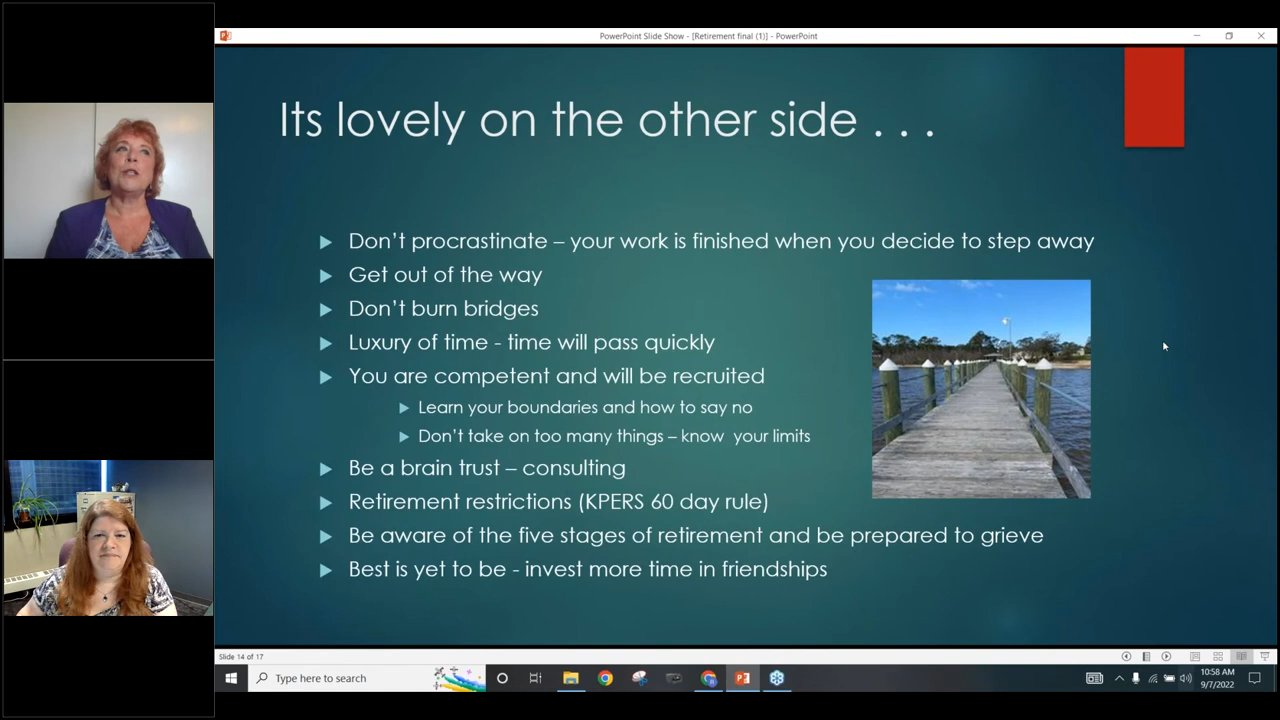 PowerPoint Slide Show - [Retirement final (1)] - PowerPoint
Its lovely on the other side . . .
Don't procrastinate – your work is finished when you decide to step away
Get out of the way
Don't burn bridges
Luxury of time - time will pass quickly
You are competent and will be recruited
Learn your boundaries and how to say no
Don't take on too many things – know your limits
Be a brain trust – consulting
Retirement restrictions (KPERS 60 day rule)
Be aware of the five stages of retirement and be prepared to grieve
Best is yet to be - invest more time in friendships
Slide 14 of 17
Type here to search
10:58 AM
9/7/2022